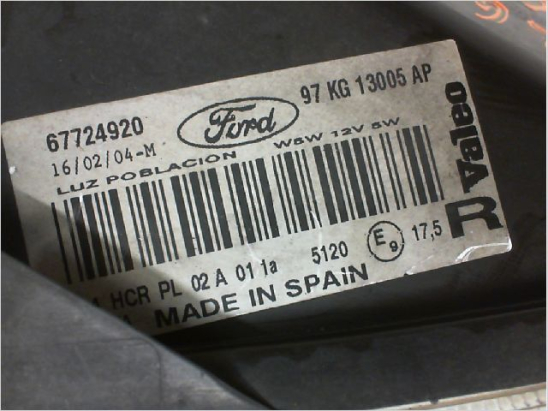 67724920 Ford 97 KG 13005 AP
16/02/04-M
LUZ POBLACION W5W 12V 5W
Valeo
R
HCR PL 02 A 01 1a 5120 E9 17,5
MADE IN SPAIN